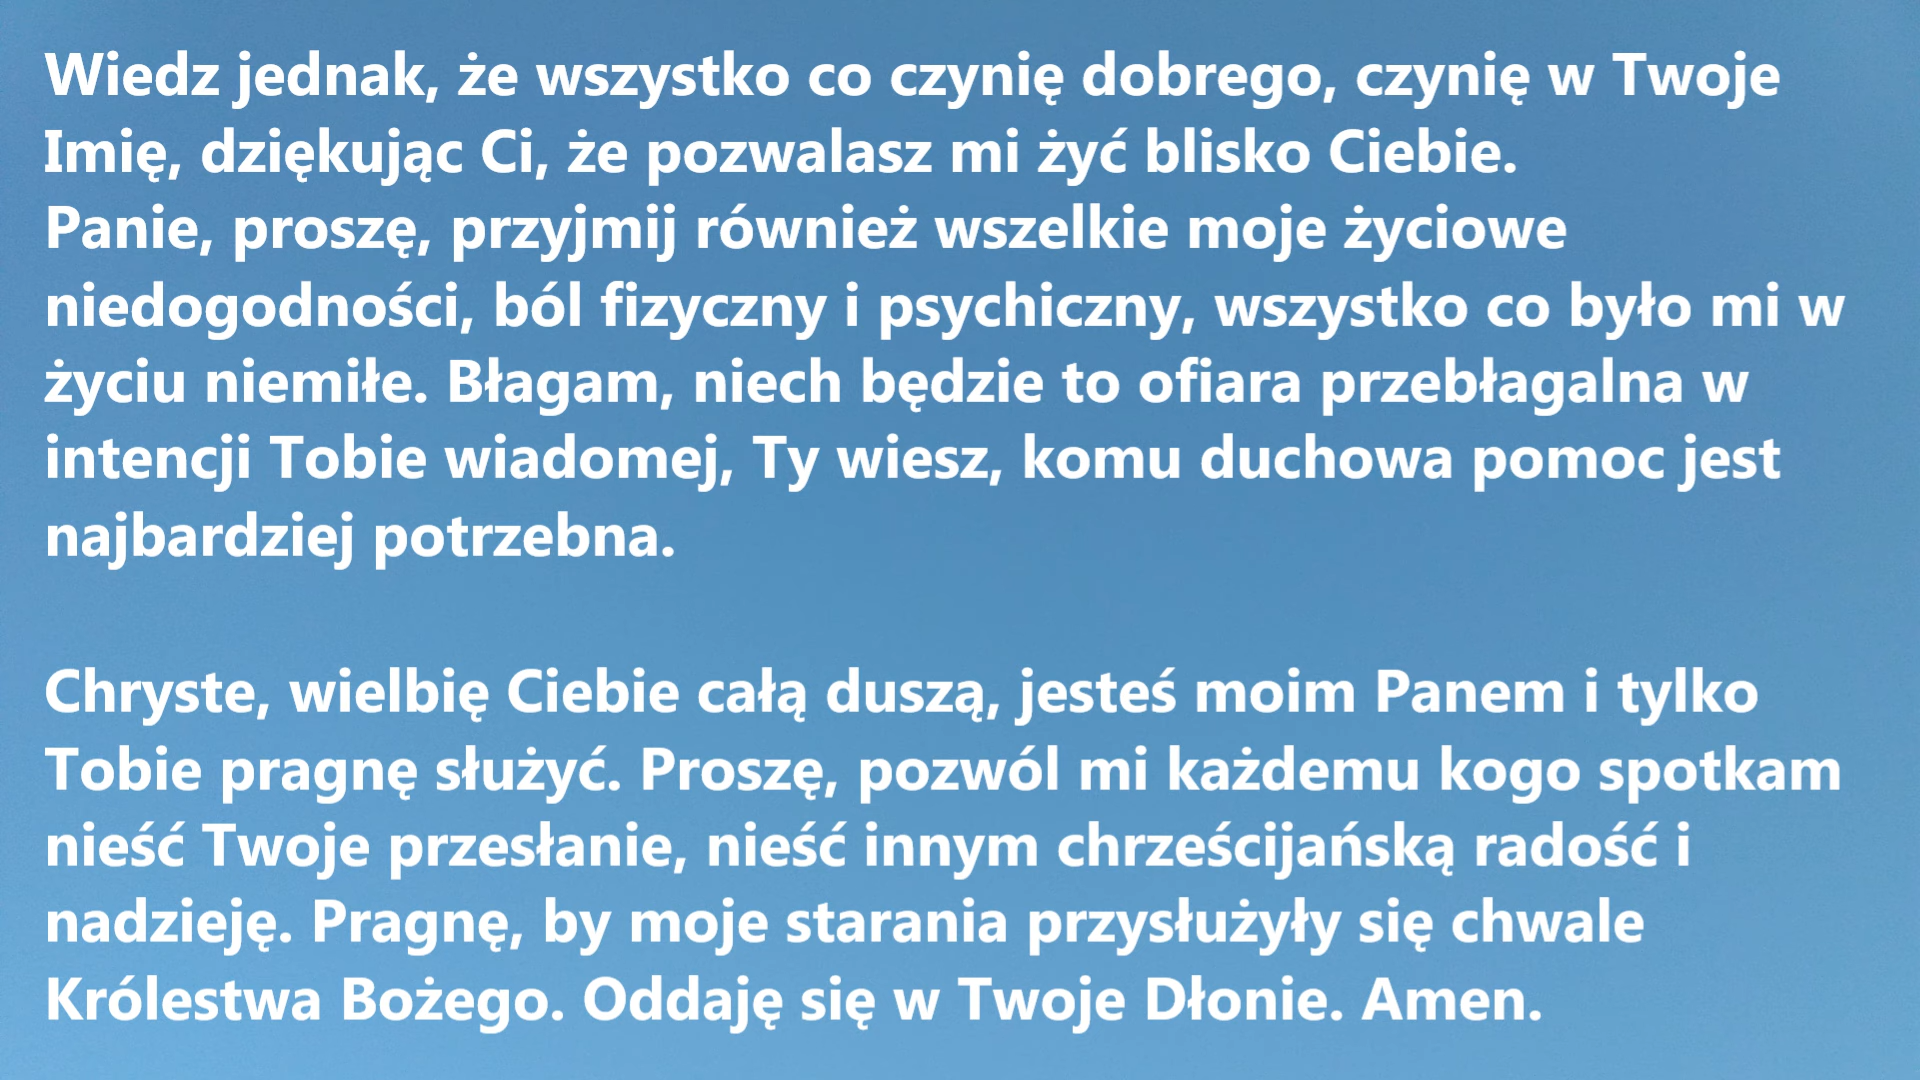 Wiedz jednak, że wszystko co czynię dobrego, czynię w Twoje
Imię, dziękując Ci, że pozwalasz mi żyć blisko Ciebie.
Panie, proszę, przyjmij również wszelkie moje życiowe
niedogodności, ból fizyczny i psychiczny, wszystko co było mi w
życiu niemiłe. Błagam, niech będzie to ofiara przebłagalna w
intencji Tobie wiadomej, Ty wiesz, komu duchowa pomoc jest
najbardziej potrzebna.
Chryste, wielbię Ciebie całą duszą, jesteś moim Panem i tylko
Tobie pragnę służyć. Proszę, pozwól mi każdemu kogo spotkam
nieść Twoje przesłanie, nieść innym chrześcijańską radość i
nadzieję. Pragnę, by moje starania przysłużyły się chwale
Królestwa Bożego. Oddaję się w Twoje Dłonie. Amen.